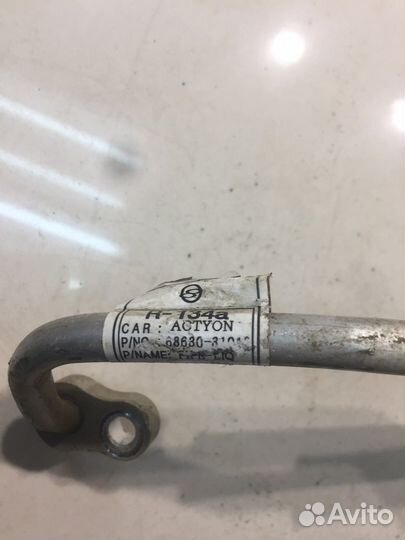 R-134a
CAR : ACTYON
P/NO : 68630-310
P/NAME:
Avito